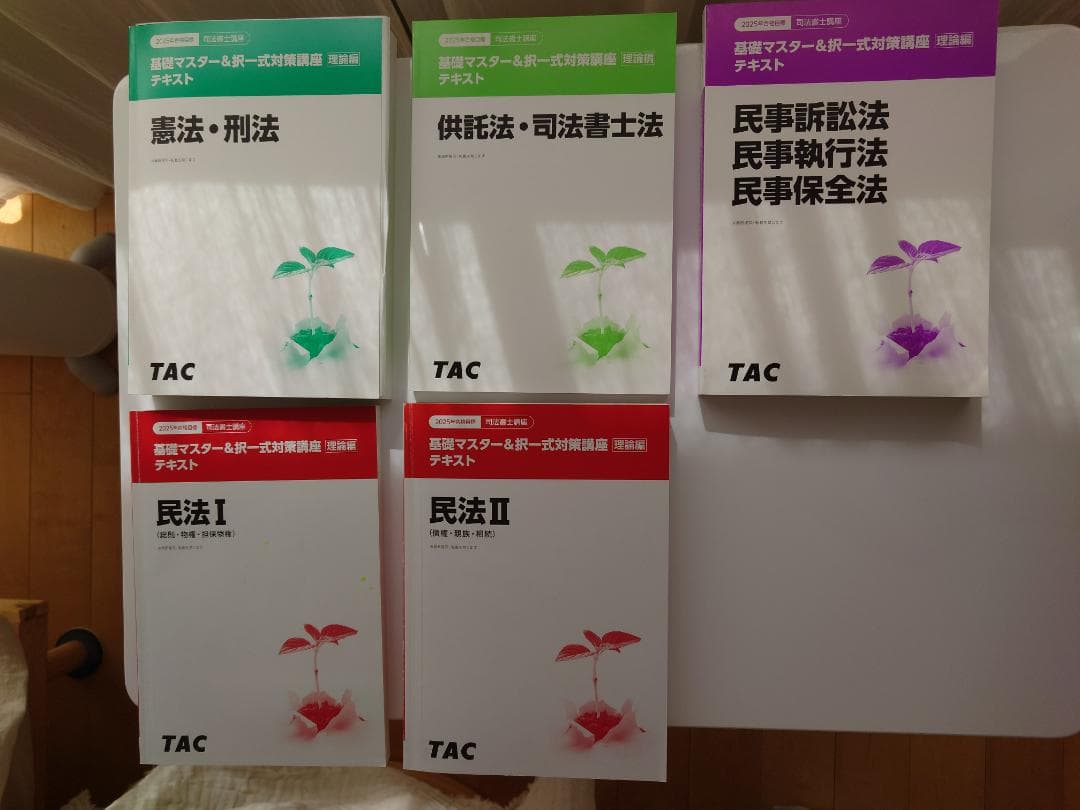 2025年合格目標 司法書士講座
基礎マスター&択一式対策講座 理論編
テキスト
憲法・刑法
TAC
2025年合格目標 司法書士講座
基礎マスター&択一式対策講座 理論編
テキスト
供託法・司法書士法
TAC
2025年合格目標 司法書士講座
基礎マスター&択一式対策講座 理論編
テキスト
民事訴訟法
民事執行法
民事保全法
TAC
2025年合格目標 司法書士講座
基礎マスター&択一式対策講座 理論編
テキスト
民法Ⅰ
(総則・物権・担保物権)
TAC
2025年合格目標 司法書士講座
基礎マスター&択一式対策講座 理論編
テキスト
民法Ⅱ
(債権・親族・相続)
TAC